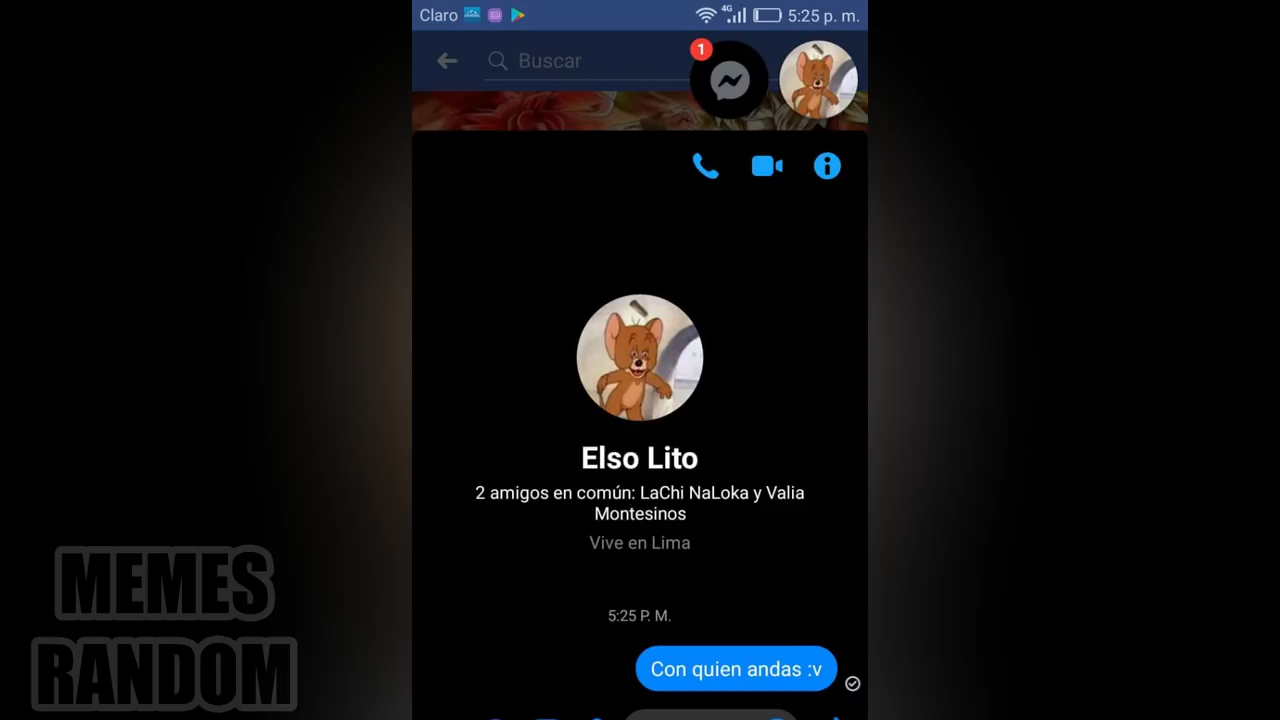 Claro 4G 5:25 p. m.
Buscar
1
Elso Lito
2 amigos en común: LaChi NaLoka y Valia
Montesinos
Vive en Lima
5:25 P. M.
Con quien andas :v
MEMES
RANDOM